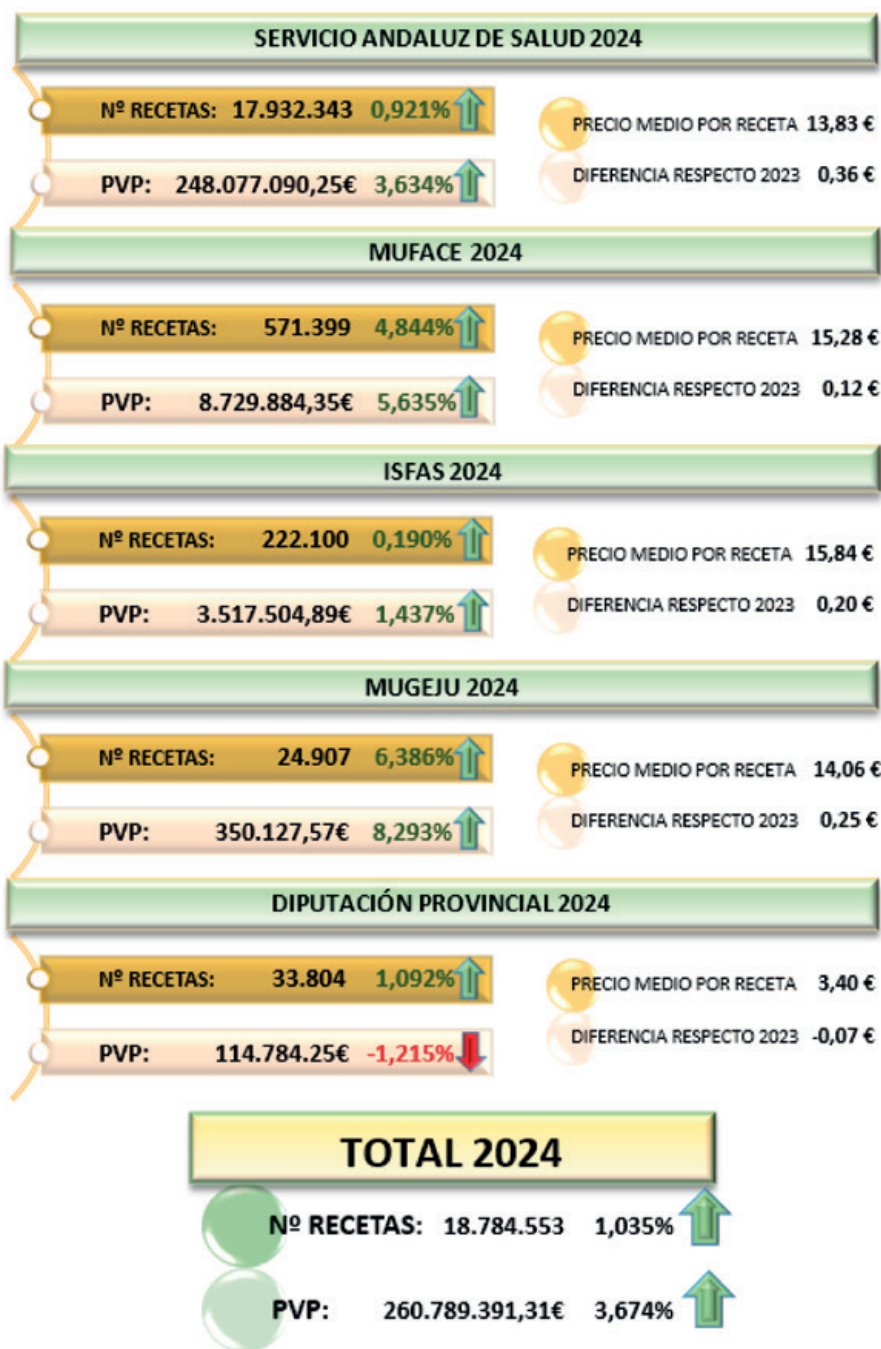 SERVICIO ANDALUZ DE SALUD 2024
Nº RECETAS: 17.932.343 0,921%
PRECIO MEDIO POR RECETA 13,83 €
PVP: 248.077.090,25€ 3,634%
DIFERENCIA RESPECTO 2023 0,36 €
MUFACE 2024
Nº RECETAS: 571.399 4,844%
PRECIO MEDIO POR RECETA 15,28 €
PVP: 8.729.884,35€ 5,635%
DIFERENCIA RESPECTO 2023 0,12 €
ISFAS 2024
Nº RECETAS: 222.100 0,190%
PRECIO MEDIO POR RECETA 15,84 €
PVP: 3.517.504,89€ 1,437%
DIFERENCIA RESPECTO 2023 0,20 €
MUGEJU 2024
Nº RECETAS: 24.907 6,386%
PRECIO MEDIO POR RECETA 14,06 €
PVP: 350.127,57€ 8,293%
DIFERENCIA RESPECTO 2023 0,25 €
DIPUTACIÓN PROVINCIAL 2024
Nº RECETAS: 33.804 1,092%
PRECIO MEDIO POR RECETA 3,40 €
PVP: 114.784.25€ -1,215%
DIFERENCIA RESPECTO 2023 -0,07 €
TOTAL 2024
Nº RECETAS: 18.784.553 1,035%
PVP: 260.789.391,31€ 3,674%